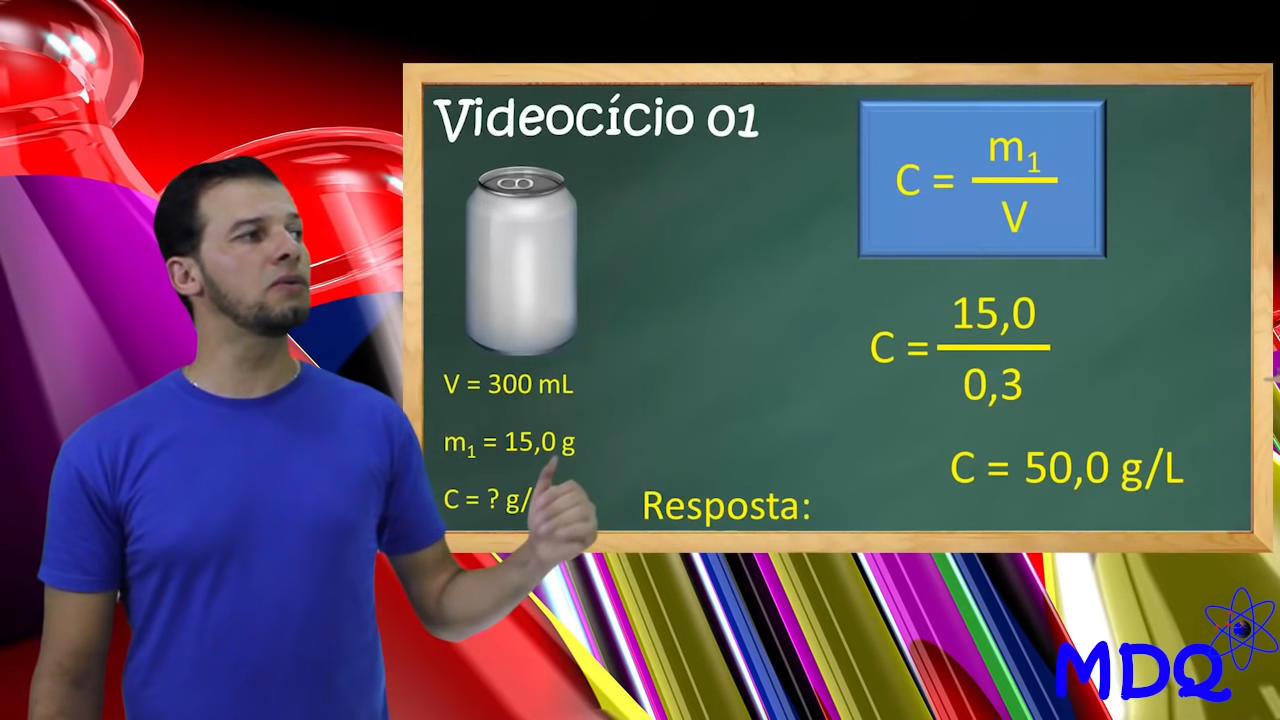 Videocício 01
C = m₁
V
V = 300 mL
m₁ = 15,0 g
C = ? g/
C = 15,0
0,3
C = 50,0 g/L
Resposta:
MDQ